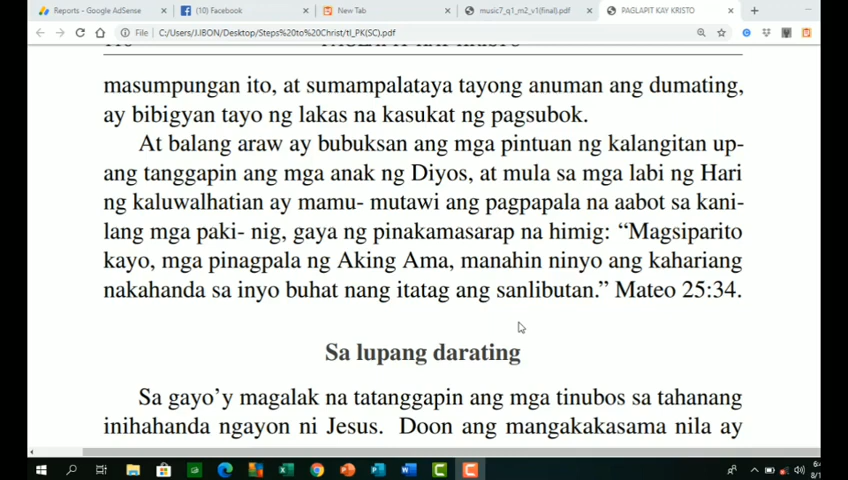 Reports - Google AdSense
(10) Facebook
New Tab
music7_q1_m2_v1(final).pdf
PAGLAPIT KAY KRISTO
File
C:/Users/JJBON/Desktop/Steps%20to%20Christ/tl_PK(SC).pdf
masumpungan ito, at sumampalataya tayong anuman ang dumating,
ay bibigyan tayo ng lakas na kasukat ng pagsubok.
At balang araw ay bubuksan ang mga pintuan ng kalangitan up-
ang tanggapin ang mga anak ng Diyos, at mula sa mga labi ng Hari
ng kaluwalhatian ay mamu- mutawi ang pagpapala na aabot sa kani-
lang mga paki- nig, gaya ng pinakamasarap na himig: “Magsiparito
kayo, mga pinagpala ng Aking Ama, manahin ninyo ang kahariang
nakahanda sa inyo buhat nang itatag ang sanlibutan.” Mateo 25:34.
Sa lupang darating
Sa gayo’y magalak na tatanggapin ang mga tinubos sa tahanang
inihahanda ngayon ni Jesus. Doon ang mangakakasama nila ay